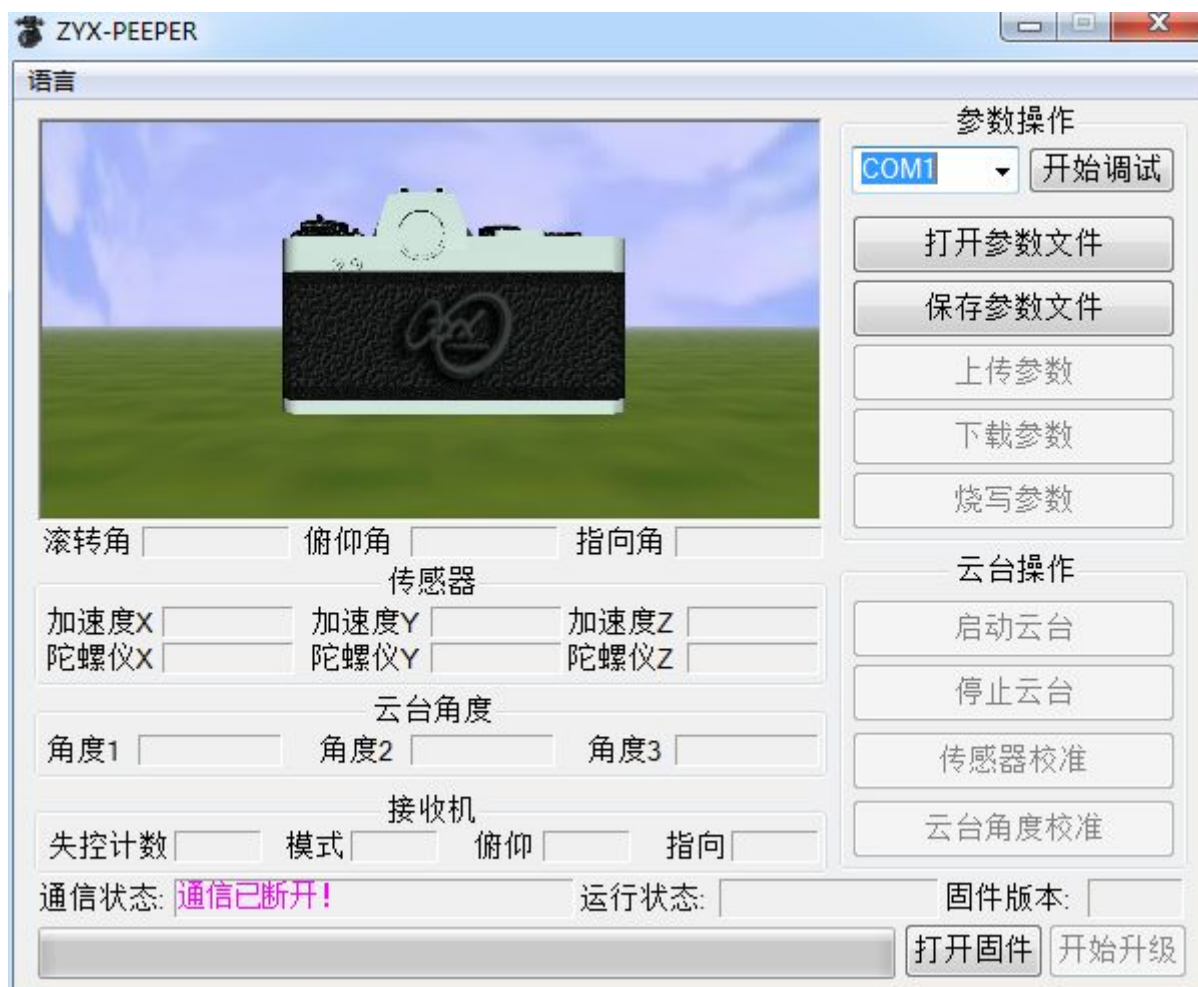 ZYX-PEEPER
语言
参数操作
COM1 开始调试
打开参数文件
保存参数文件
上传参数
下载参数
烧写参数
滚转角 俯仰角 指向角
传感器
加速度X 加速度Y 加速度Z
陀螺仪X 陀螺仪Y 陀螺仪Z
云台角度
角度1 角度2 角度3
接收机
失控计数 模式 俯仰 指向
云台操作
启动云台
停止云台
传感器校准
云台角度校准
通信状态: 通信已断开! 运行状态: 固件版本:
打开固件 开始升级